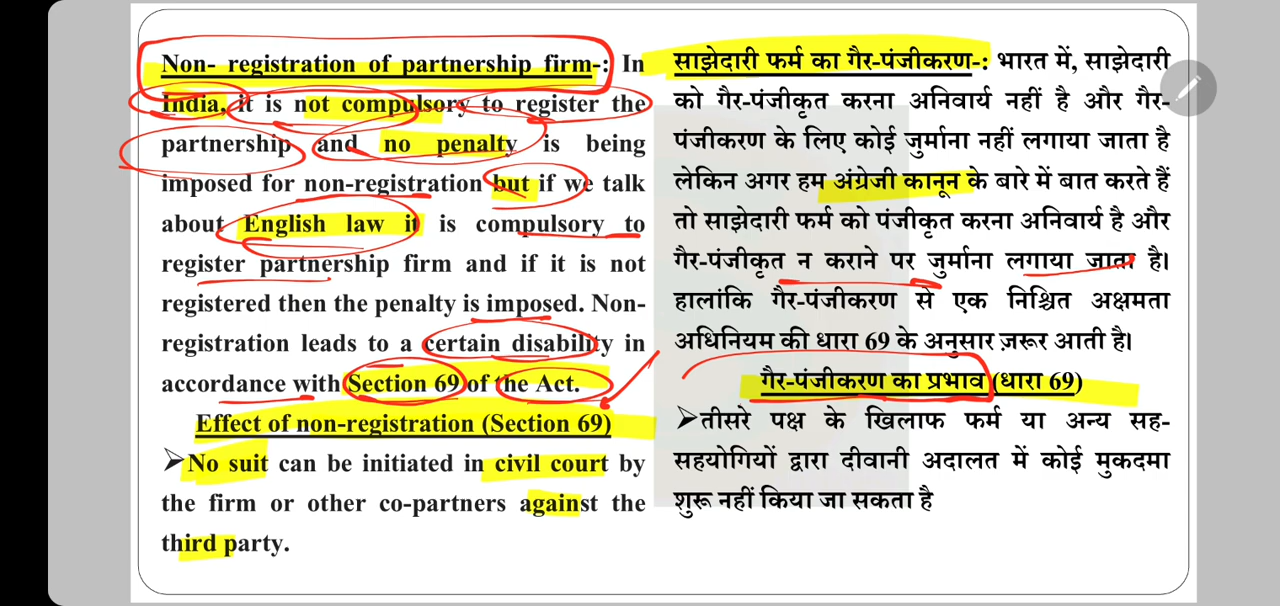 Non- registration of partnership firm-: In
India, it is not compulsory to register the
partnership and no penalty is being
imposed for non-registration but if we talk
about English law it is compulsory to
register partnership firm and if it is not
registered then the penalty is imposed. Non-
registration leads to a certain disability in
accordance with Section 69 of the Act.
Effect of non-registration (Section 69)
➢No suit can be initiated in civil court by
the firm or other co-partners against the
third party.
साझेदारी फर्म का गैर-पंजीकरण-: भारत में, साझेदारी
को गैर-पंजीकृत करना अनिवार्य नहीं है और गैर-
पंजीकरण के लिए कोई जुर्माना नहीं लगाया जाता है
लेकिन अगर हम अंग्रेजी कानून के बारे में बात करते हैं
तो साझेदारी फर्म को पंजीकृत करना अनिवार्य है और
गैर-पंजीकृत न कराने पर जुर्माना लगाया जाता है।
हालांकि गैर-पंजीकरण से एक निश्चित अक्षमता
अधिनियम की धारा 69 के अनुसार ज़रूर आती है।
गैर-पंजीकरण का प्रभाव (धारा 69)
➢तीसरे पक्ष के खिलाफ फर्म या अन्य सह-
सहयोगियों द्वारा दीवानी अदालत में कोई मुकदमा
शुरू नहीं किया जा सकता है